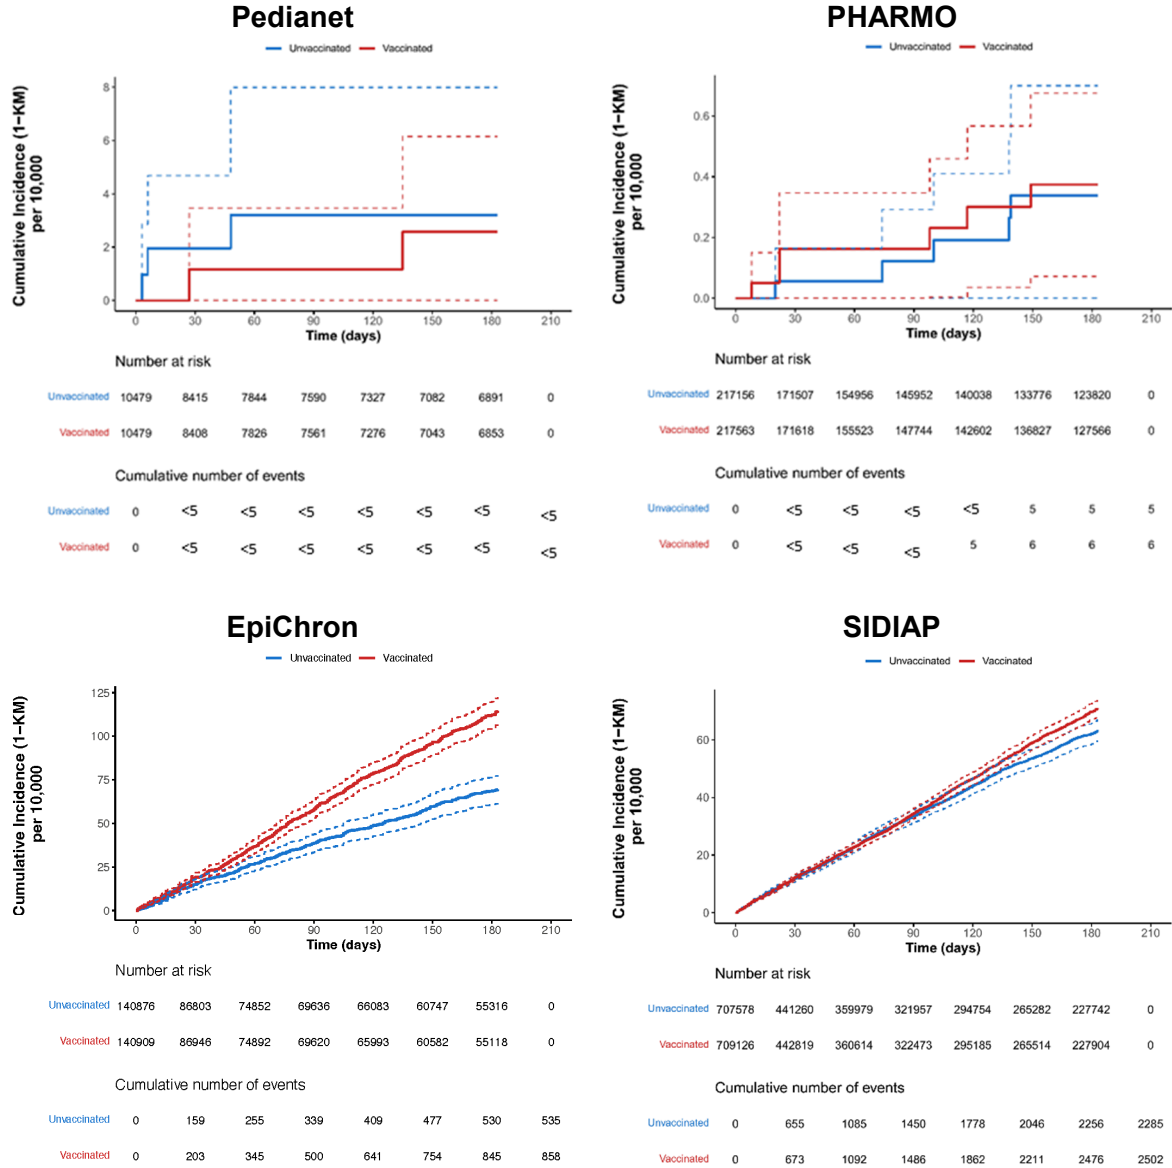 Pedianet
Unvaccinated Vaccinated
Cumulative Incidence (1−KM)
per 10,000
8
6
4
2
0
0 30 60 90 120 150 180 210
Time (days)
Number at risk
Unvaccinated 10479 8415 7844 7590 7327 7082 6891 0
Vaccinated 10479 8408 7826 7561 7276 7043 6853 0
Cumulative number of events
Unvaccinated 0 <5 <5 <5 <5 <5 <5 <5
Vaccinated 0 <5 <5 <5 <5 <5 <5 <5
PHARMO
Unvaccinated Vaccinated
Cumulative Incidence (1−KM)
per 10,000
0.6
0.4
0.2
0.0
0 30 60 90 120 150 180 210
Time (days)
Number at risk
Unvaccinated 217156 171507 154956 145952 140038 133776 123820 0
Vaccinated 217563 171618 155523 147744 142602 136827 127566 0
Cumulative number of events
Unvaccinated 0 <5 <5 <5 <5 5 5 5
Vaccinated 0 <5 <5 <5 5 6 6 6
EpiChron
Unvaccinated Vaccinated
Cumulative Incidence (1−KM)
per 10,000
125
100
75
50
25
0
0 30 60 90 120 150 180 210
Time (days)
Number at risk
Unvaccinated 140876 86803 74852 69636 66083 60747 55316 0
Vaccinated 140909 86946 74892 69620 65993 60582 55118 0
Cumulative number of events
Unvaccinated 0 159 255 339 409 477 530 535
Vaccinated 0 203 345 500 641 754 845 858
SIDIAP
Unvaccinated Vaccinated
Cumulative Incidence (1−KM)
per 10,000
60
40
20
0
0 30 60 90 120 150 180 210
Time (days)
Number at risk
Unvaccinated 707578 441260 359979 321957 294754 265282 227742 0
Vaccinated 709126 442819 360614 322473 295185 265514 227904 0
Cumulative number of events
Unvaccinated 0 655 1085 1450 1778 2046 2256 2285
Vaccinated 0 673 1092 1486 1862 2211 2476 2502